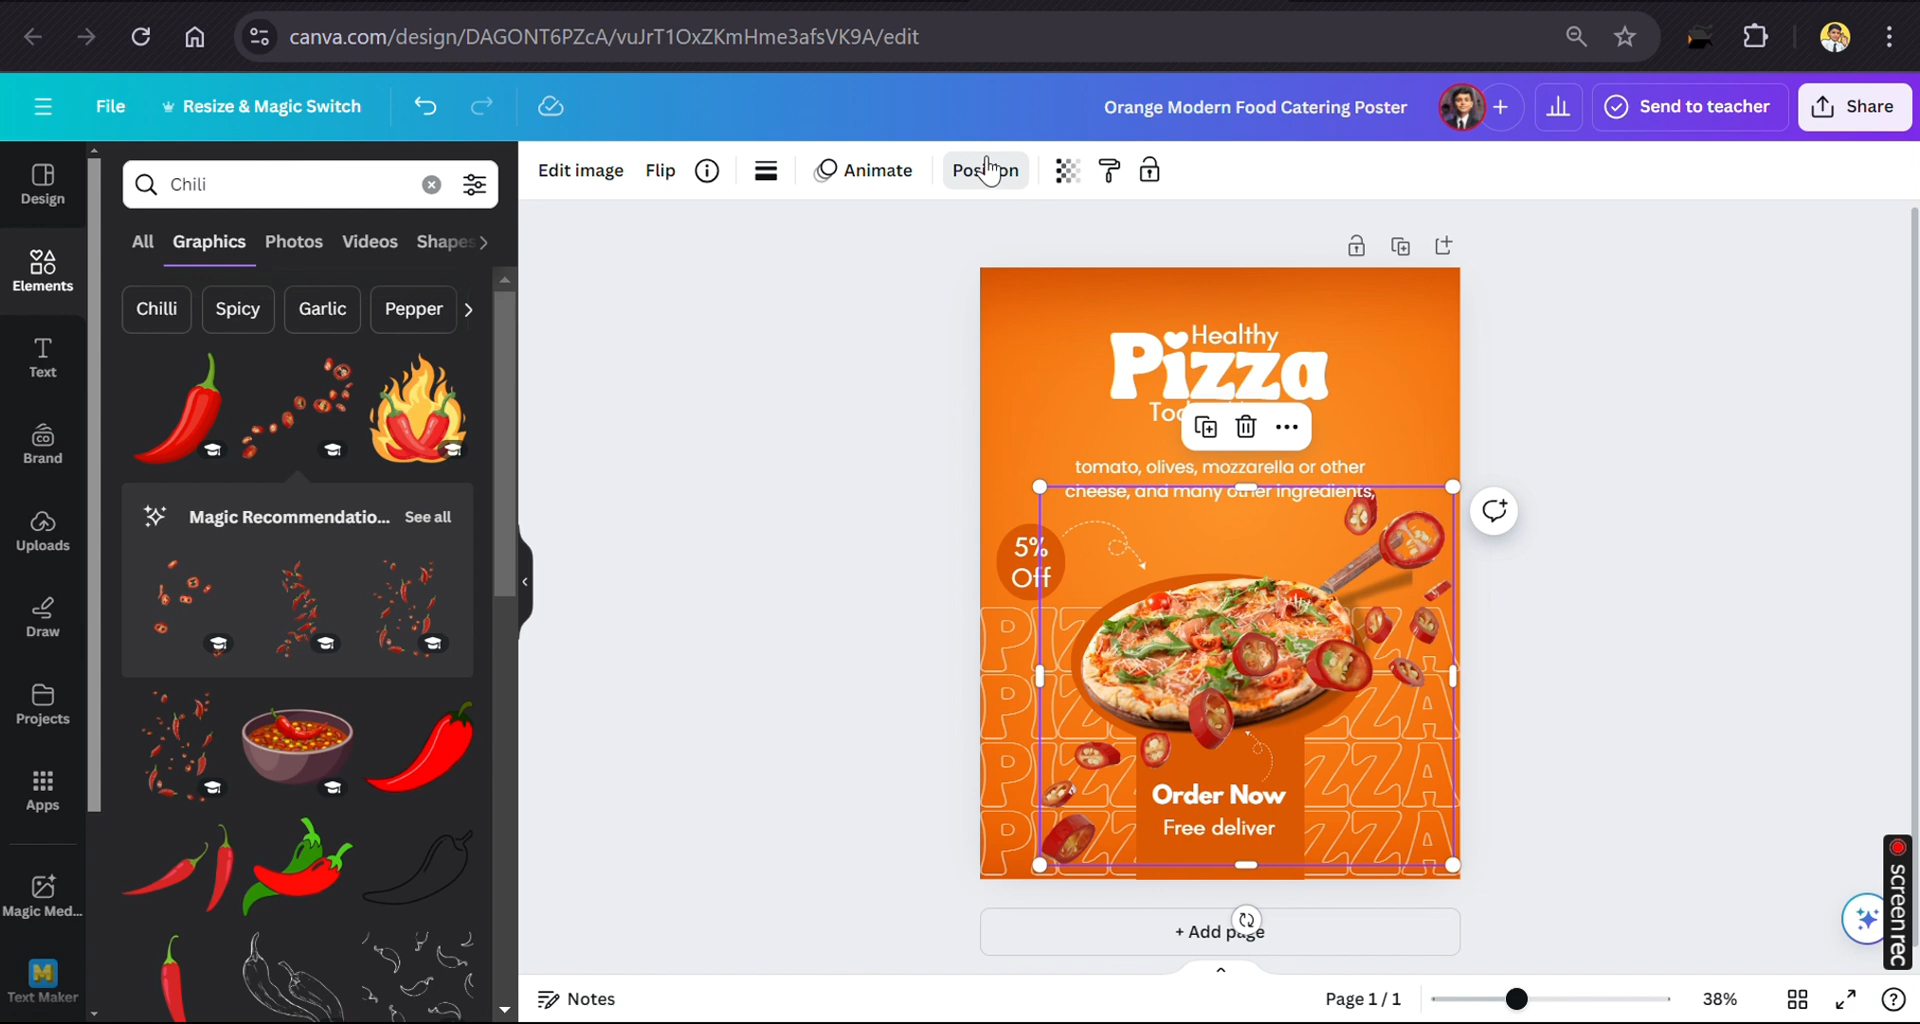 canva.com/design/DAGONT6PZcA/vuJrT1OxZKmHme3afsVK9A/edit
File
Resize & Magic Switch
Orange Modern Food Catering Poster
Send to teacher
Share
Design
Elements
Text
Brand
Uploads
Draw
Projects
Apps
Magic Med...
Text Maker
Chili
All
Graphics
Photos
Videos
Shapes
Chilli
Spicy
Garlic
Pepper
Magic Recommendatio...
See all
Edit image
Flip
Animate
Position
Healthy
Pizza
tomato, olives, mozzarella or other
cheese, and many other ingredients,
5%
Off
PIZZA
PIZZA
PIZZA
PIZZA
Order Now
Free deliver
+ Add page
Notes
Page 1 / 1
38%
screenrec